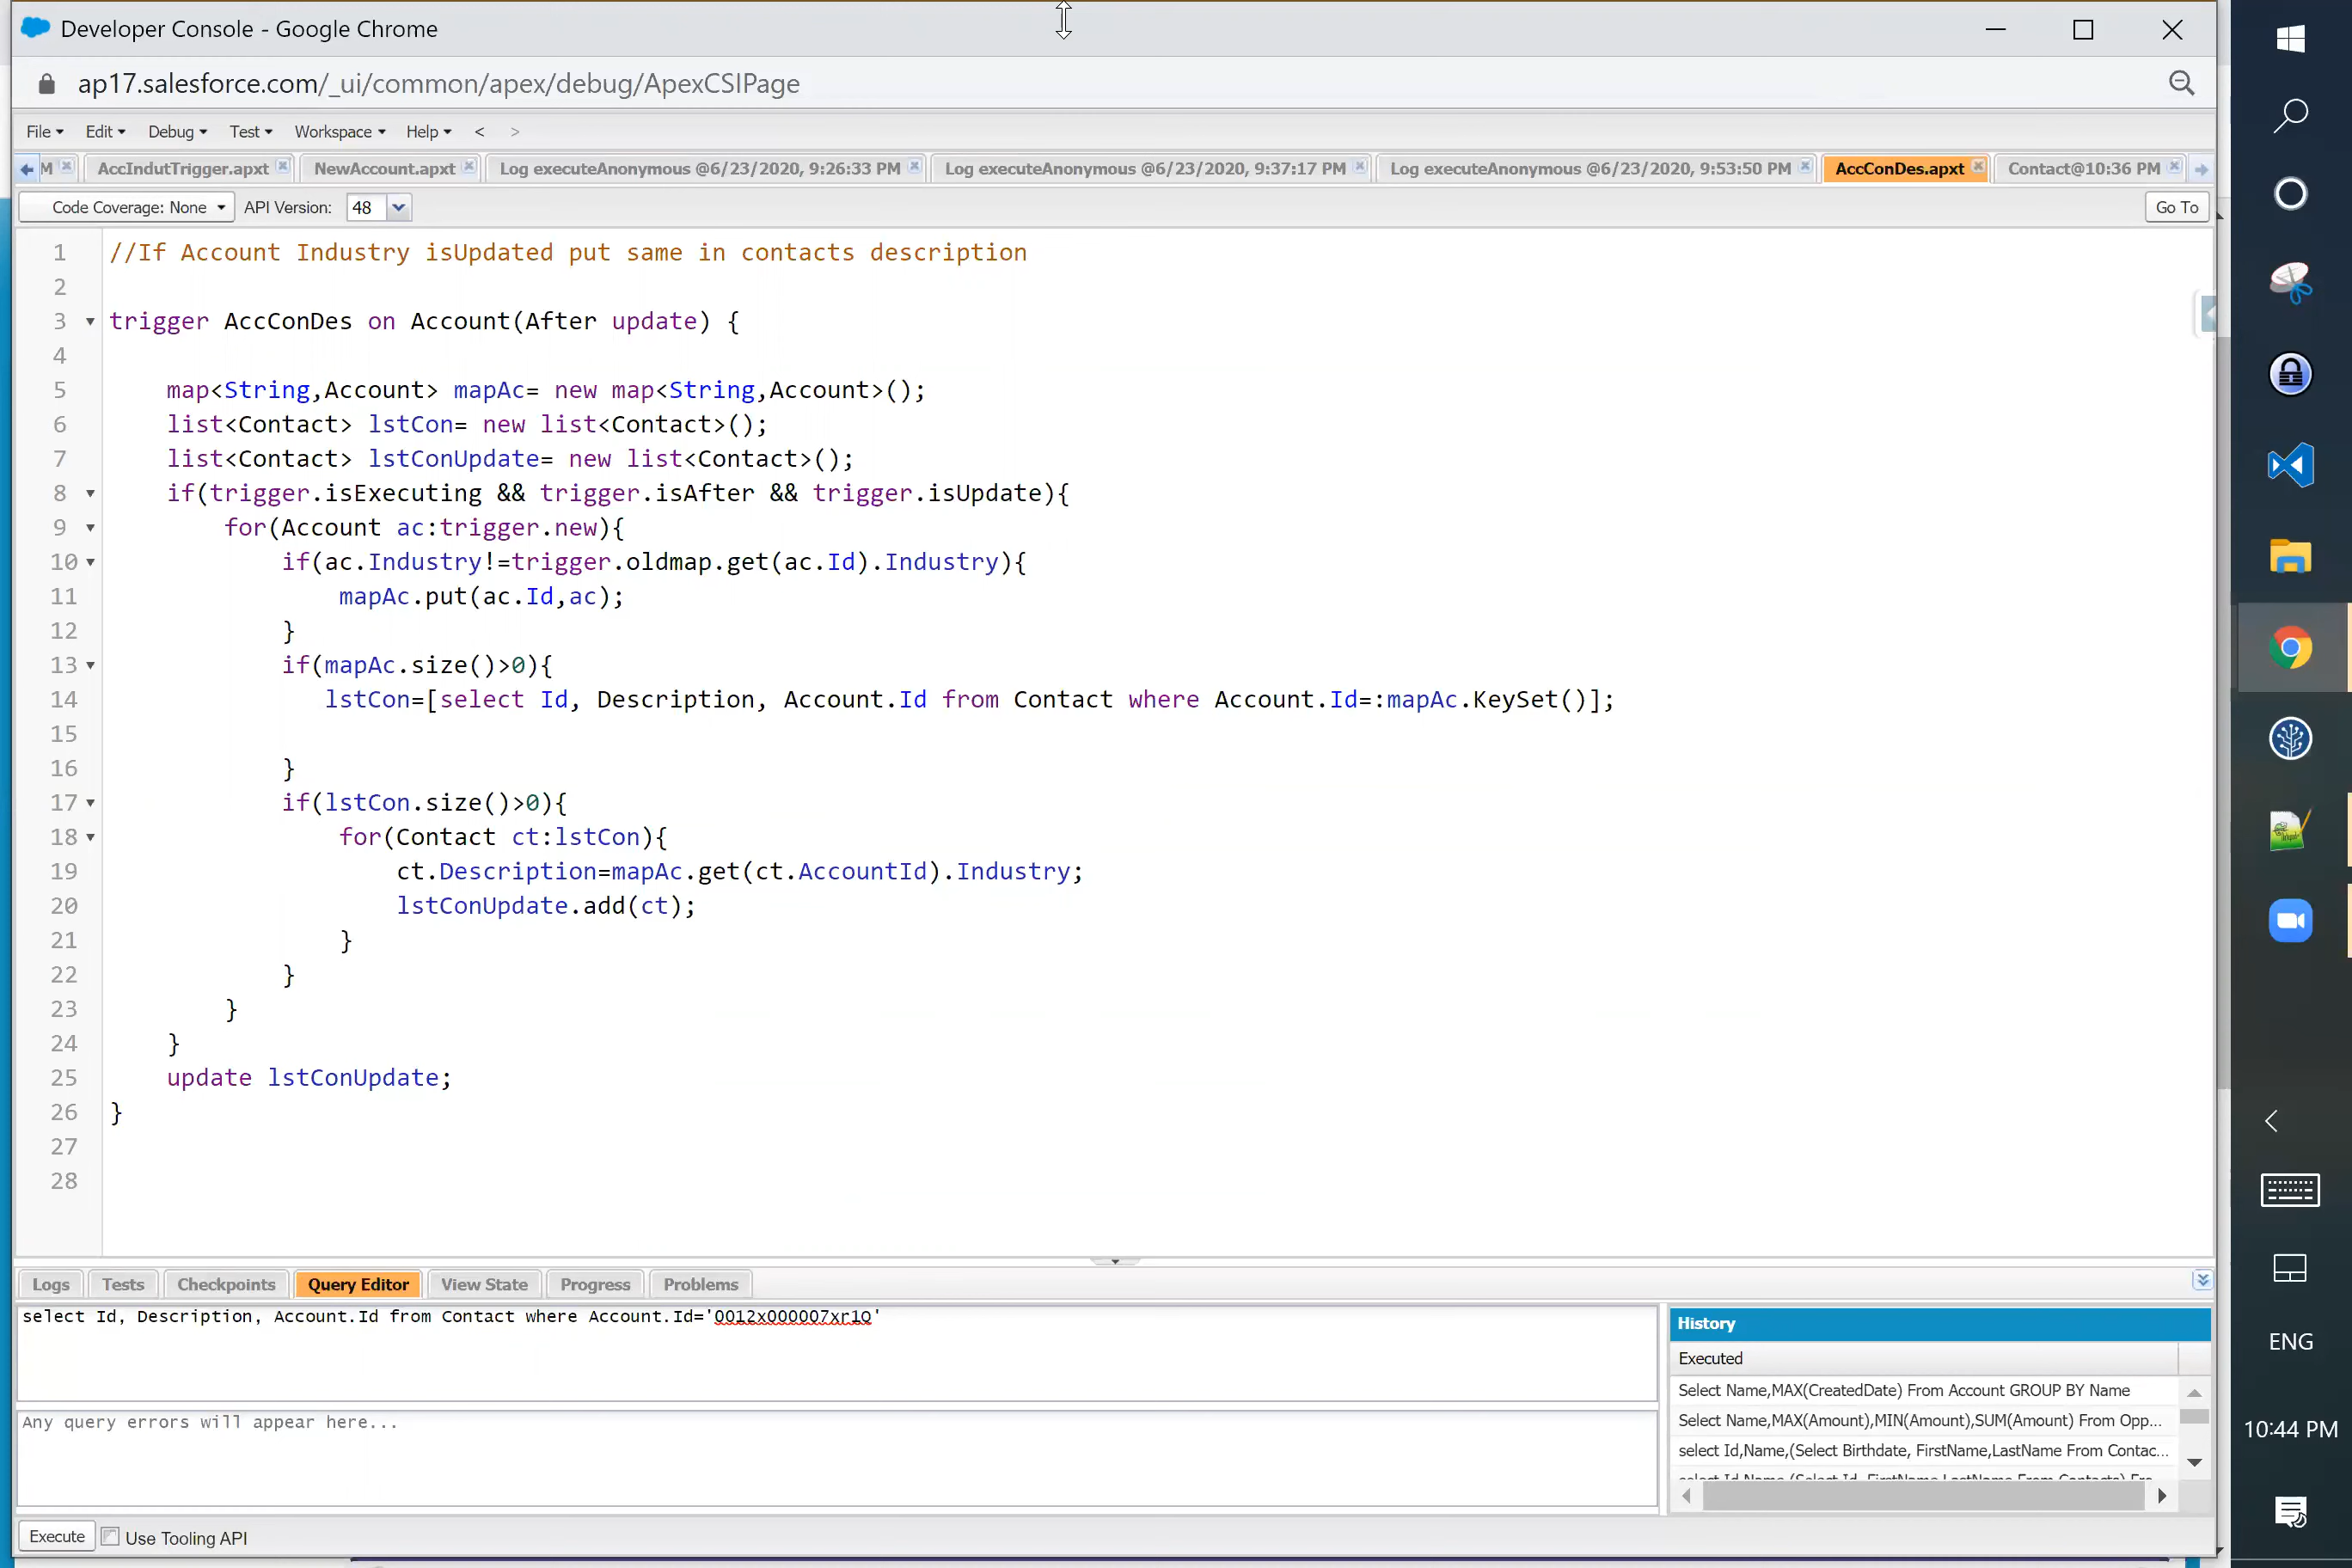 Developer Console - Google Chrome
ap17.salesforce.com/_ui/common/apex/debug/ApexCSIPage
File Edit Debug Test Workspace Help < >
M AccIndutTrigger.apxt NewAccount.apxt Log executeAnonymous @6/23/2020, 9:26:33 PM Log executeAnonymous @6/23/2020, 9:37:17 PM Log executeAnonymous @6/23/2020, 9:53:50 PM AccConDes.apxt Contact@10:36 PM
Code Coverage: None API Version: 48 Go To
1 //If Account Industry isUpdated put same in contacts description
2
3 trigger AccConDes on Account(After update) {
4
5 map<String,Account> mapAc= new map<String,Account>();
6 list<Contact> lstCon= new list<Contact>();
7 list<Contact> lstConUpdate= new list<Contact>();
8 if(trigger.isExecuting && trigger.isAfter && trigger.isUpdate){
9 for(Account ac:trigger.new){
10 if(ac.Industry!=trigger.oldmap.get(ac.Id).Industry){
11 mapAc.put(ac.Id,ac);
12 }
13 if(mapAc.size()>0){
14 lstCon=[select Id, Description, Account.Id from Contact where Account.Id=:mapAc.KeySet()];
15
16 }
17 if(lstCon.size()>0){
18 for(Contact ct:lstCon){
19 ct.Description=mapAc.get(ct.AccountId).Industry;
20 lstConUpdate.add(ct);
21 }
22 }
23 }
24 }
25 update lstConUpdate;
26 }
27
28
Logs Tests Checkpoints Query Editor View State Progress Problems
select Id, Description, Account.Id from Contact where Account.Id='0012x000007xr1Q'
Any query errors will appear here...
History
Executed
Select Name,MAX(CreatedDate) From Account GROUP BY Name
Select Name,MAX(Amount),MIN(Amount),SUM(Amount) From Opp...
select Id,Name,(Select Birthdate, FirstName,LastName From Contac...
Execute Use Tooling API
ENG
10:44 PM